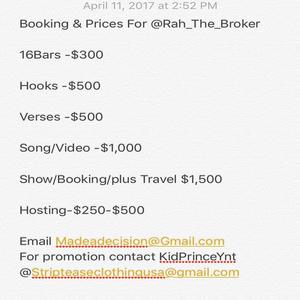 April 11, 2017 at 2:52 PM
Booking & Prices For @Rah_The_Broker
16Bars -$300
Hooks -$500
Verses -$500
Song/Video -$1,000
Show/Booking/plus Travel $1,500
Hosting-$250-$500
Email Madeadecision@Gmail.com
For promotion contact KidPrinceYnt
@Stripteaseclothingusa@gmail.com